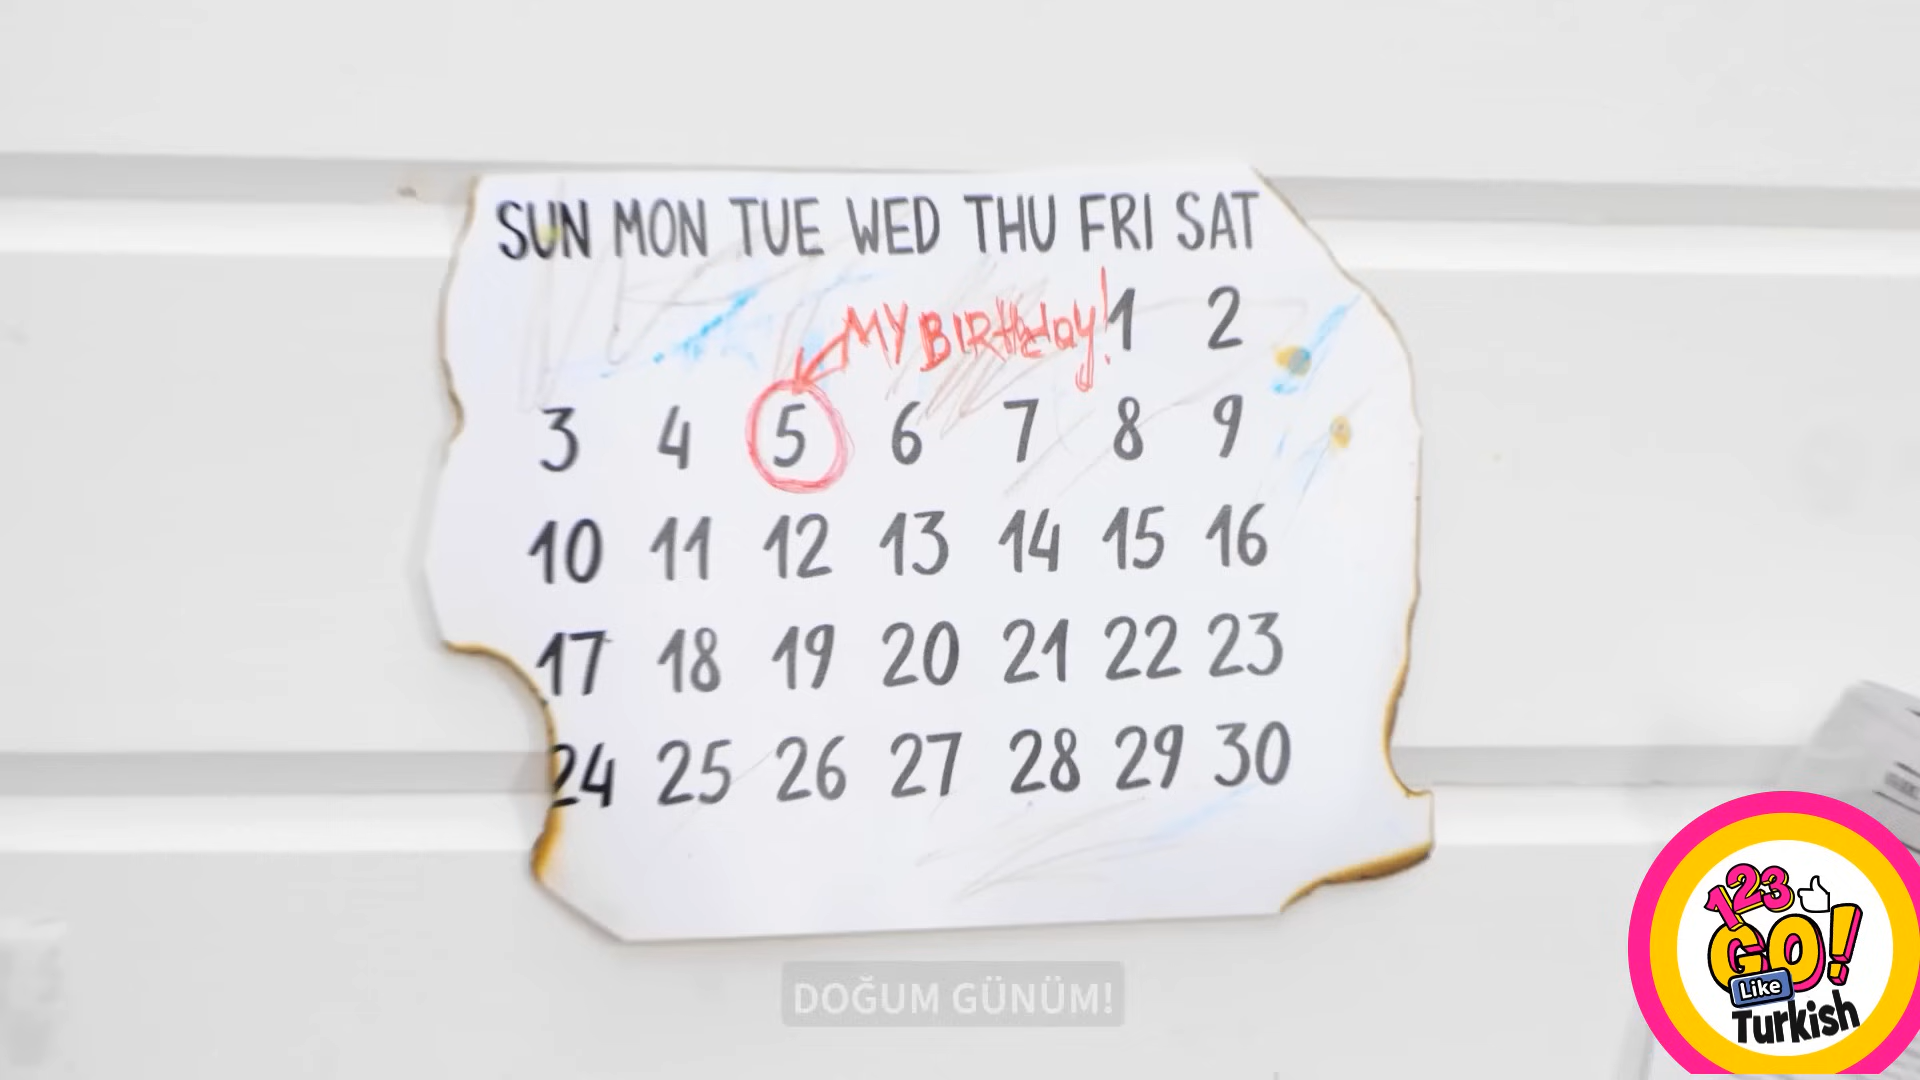 SUN MON TUE WED THU FRI SAT
MY BIRthday! 1 2
3 4 5 6 7 8 9
10 11 12 13 14 15 16
17 18 19 20 21 22 23
24 25 26 27 28 29 30
DOĞUM GÜNÜM!
123
GO!
Like
Turkish